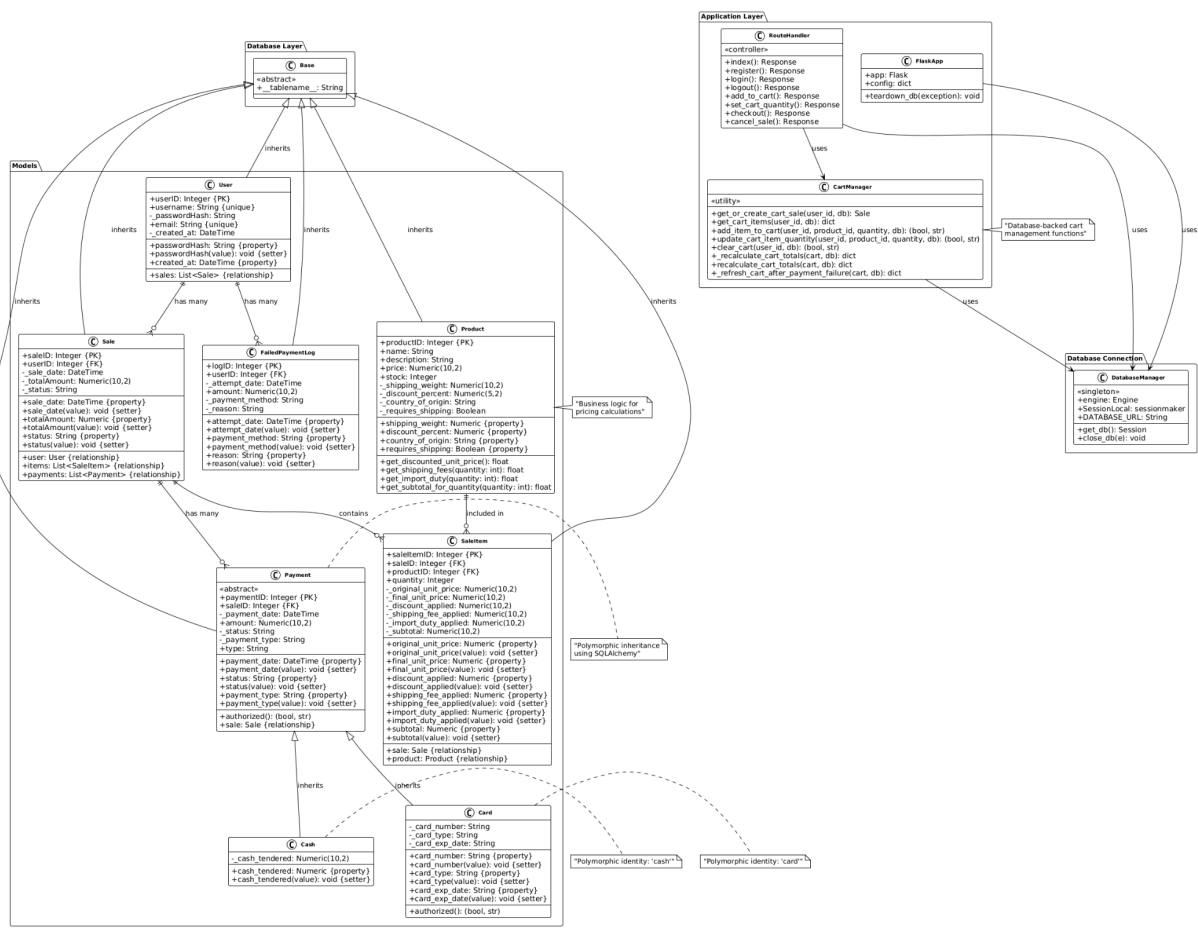 Database Layer
C Base
«abstract»
+__tablename__: String
Application Layer
C RouteHandler
«controller»
+index(): Response
+register(): Response
+login(): Response
+logout(): Response
+add_to_cart(): Response
+set_cart_quantity(): Response
+checkout(): Response
+cancel_sale(): Response
C FlaskApp
+app: Flask
+config: dict
+teardown_db(exception): void
uses
C CartManager
«utility»
+get_or_create_cart_sale(user_id, db): Sale
+get_cart_items(user_id, db): dict
+add_item_to_cart(user_id, product_id, quantity, db): (bool, str)
+update_cart_item_quantity(user_id, product_id, quantity, db): (bool, str)
+clear_cart(user_id, db): (bool, str)
+_recalculate_cart_totals(cart, db): dict
+recalculate_cart_totals(cart, db): dict
+_refresh_cart_after_payment_failure(cart, db): dict
"Database-backed cart
management functions"
uses
uses
uses
Database Connection
C DatabaseManager
«singleton»
+engine: Engine
+SessionLocal: sessionmaker
+DATABASE_URL: String
+get_db(): Session
+close_db(e): void
Models
inherits
C User
+userID: Integer {PK}
+username: String {unique}
-_passwordHash: String
+email: String {unique}
-_created_at: DateTime
+passwordHash: String {property}
+passwordHash(value): void {setter}
+created_at: DateTime {property}
+sales: List<Sale> {relationship}
inherits
inherits
inherits
inherits
inherits
has many
has many
C Sale
+saleID: Integer {PK}
+userID: Integer {FK}
-_sale_date: DateTime
-_totalAmount: Numeric(10,2)
-_status: String
+sale_date: DateTime {property}
+sale_date(value): void {setter}
+totalAmount: Numeric {property}
+totalAmount(value): void {setter}
+status: String {property}
+status(value): void {setter}
+user: User {relationship}
+items: List<SaleItem> {relationship}
+payments: List<Payment> {relationship}
C FailedPaymentLog
+logID: Integer {PK}
+userID: Integer {FK}
-_attempt_date: DateTime
+amount: Numeric(10,2)
-_payment_method: String
-_reason: String
+attempt_date: DateTime {property}
+attempt_date(value): void {setter}
+payment_method: String {property}
+payment_method(value): void {setter}
+reason: String {property}
+reason(value): void {setter}
C Product
+productID: Integer {PK}
+name: String
+description: String
+price: Numeric(10,2)
+stock: Integer
-_shipping_weight: Numeric(10,2)
-_discount_percent: Numeric(5,2)
-_country_of_origin: String
-_requires_shipping: Boolean
+shipping_weight: Numeric {property}
+discount_percent: Numeric {property}
+country_of_origin: String {property}
+requires_shipping: Boolean {property}
+get_discounted_unit_price(): float
+get_shipping_fees(quantity: int): float
+get_import_duty(quantity: int): float
+get_subtotal_for_quantity(quantity: int): float
"Business logic for
pricing calculations"
has many
contains
included in
C Payment
«abstract»
+paymentID: Integer {PK}
+saleID: Integer {FK}
-_payment_date: DateTime
+amount: Numeric(10,2)
-_status: String
-_payment_type: String
+type: String
+payment_date: DateTime {property}
+payment_date(value): void {setter}
+status: String {property}
+status(value): void {setter}
+payment_type: String {property}
+payment_type(value): void {setter}
+authorized(): (bool, str)
+sale: Sale {relationship}
C SaleItem
+saleItemID: Integer {PK}
+saleID: Integer {FK}
+productID: Integer {FK}
+quantity: Integer
-_original_unit_price: Numeric(10,2)
-_final_unit_price: Numeric(10,2)
-_discount_applied: Numeric(10,2)
-_shipping_fee_applied: Numeric(10,2)
-_import_duty_applied: Numeric(10,2)
-_subtotal: Numeric(10,2)
+original_unit_price: Numeric {property}
+original_unit_price(value): void {setter}
+final_unit_price: Numeric {property}
+final_unit_price(value): void {setter}
+discount_applied: Numeric {property}
+discount_applied(value): void {setter}
+shipping_fee_applied: Numeric {property}
+shipping_fee_applied(value): void {setter}
+import_duty_applied: Numeric {property}
+import_duty_applied(value): void {setter}
+subtotal: Numeric {property}
+subtotal(value): void {setter}
+sale: Sale {relationship}
+product: Product {relationship}
"Polymorphic inheritance
using SQLAlchemy"
inherits
inherits
C Cash
-_cash_tendered: Numeric(10,2)
+cash_tendered: Numeric {property}
+cash_tendered(value): void {setter}
C Card
-_card_number: String
-_card_type: String
-_card_exp_date: String
+card_number: String {property}
+card_number(value): void {setter}
+card_type: String {property}
+card_type(value): void {setter}
+card_exp_date: String {property}
+card_exp_date(value): void {setter}
+authorized(): (bool, str)
"Polymorphic identity: 'cash'"
"Polymorphic identity: 'card'"